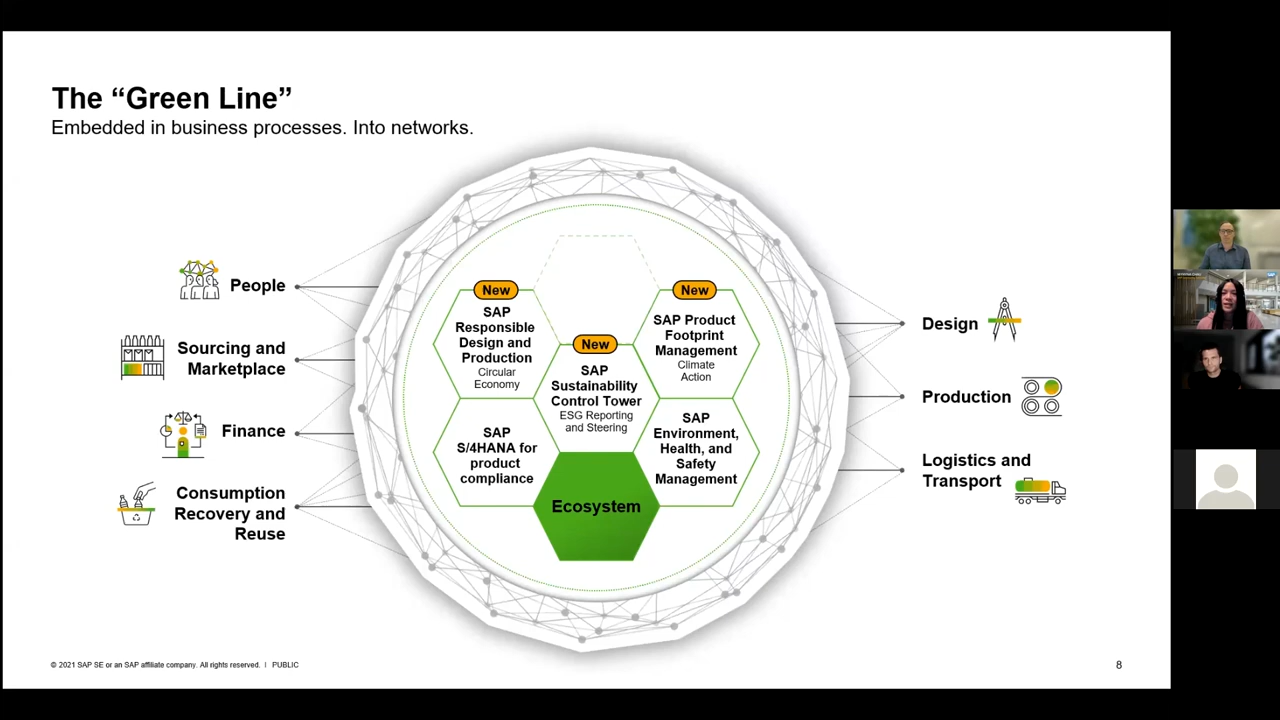 The “Green Line”
Embedded in business processes. Into networks.
People
Sourcing and
Marketplace
Finance
Consumption
Recovery and
Reuse
New
SAP
Responsible
Design and
Production
Circular
Economy
New
SAP
Sustainability
Control Tower
ESG Reporting
and Steering
New
SAP Product
Footprint
Management
Climate
Action
SAP
S/4HANA for
product
compliance
SAP
Environment,
Health, and
Safety
Management
Ecosystem
Design
Production
Logistics and
Transport
© 2021 SAP SE or an SAP affiliate company. All rights reserved. ǀ PUBLIC
8